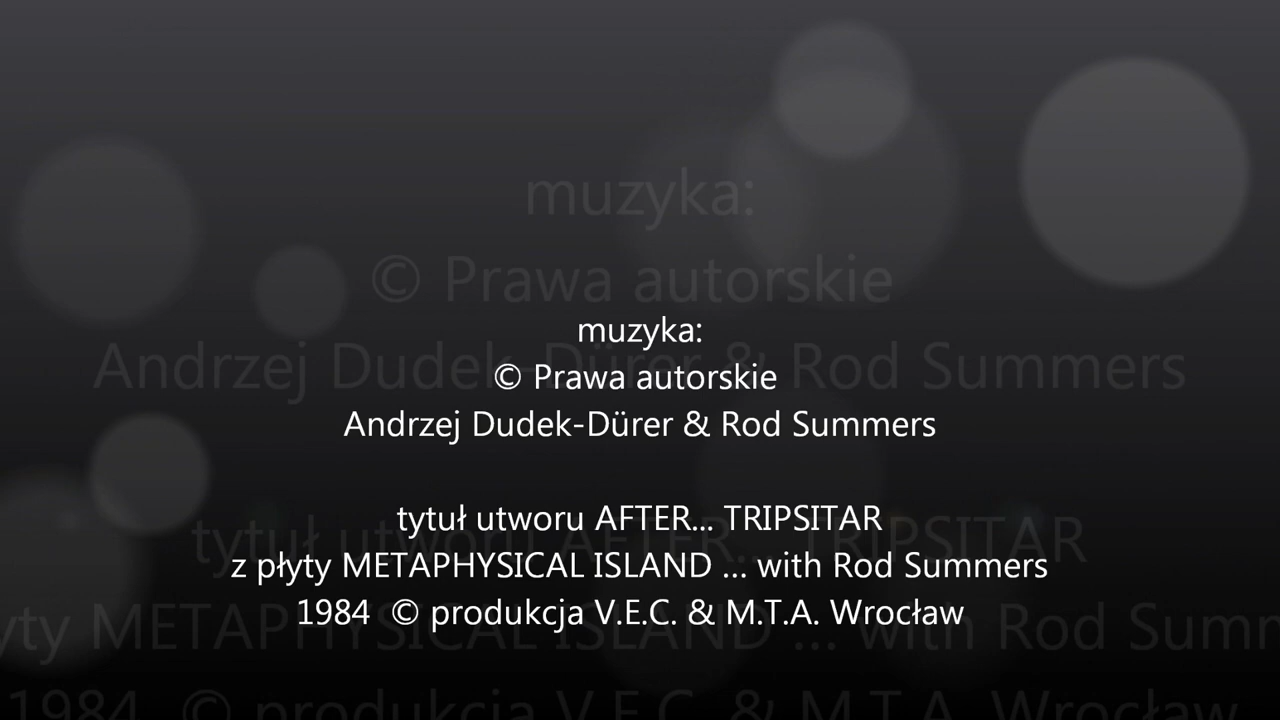 muzyka:
© Prawa autorskie
Andrzej Dudek-Dürer & Rod Summers
tytuł utworu AFTER... TRIPSITAR
z płyty METAPHYSICAL ISLAND ... with Rod Summers
1984 © produkcja V.E.C. & M.T.A. Wrocław